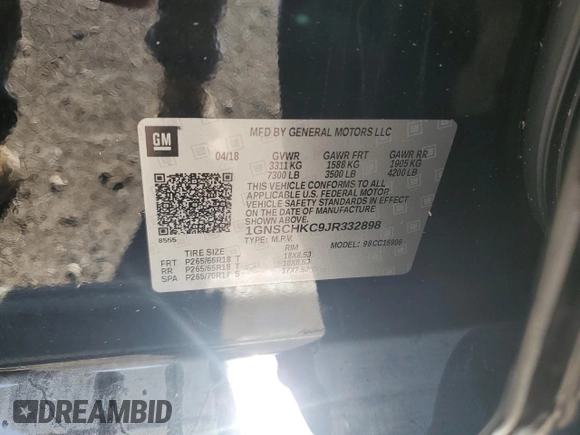 GM
MFD BY GENERAL MOTORS LLC
04/18 GVWR GAWR FRT GAWR RR
3311 KG 1588 KG 1905 KG
7300 LB 3500 LB 4200 LB
THIS VEHICLE CONFORMS TO ALL
APPLICABLE U.S. FEDERAL MOTOR
VEHICLE SAFETY STANDARDS IN
EFFECT ON THE DATE OF MANUFACTURE
SHOWN ABOVE.
1GNSCHKC9JR332898
8555
TYPE: M.P.V. MODEL:
TIRE SIZE RIM
FRT P265/65R18 T
RR P265/65R18 T
SPA P265/70R17 S
DREAMBID